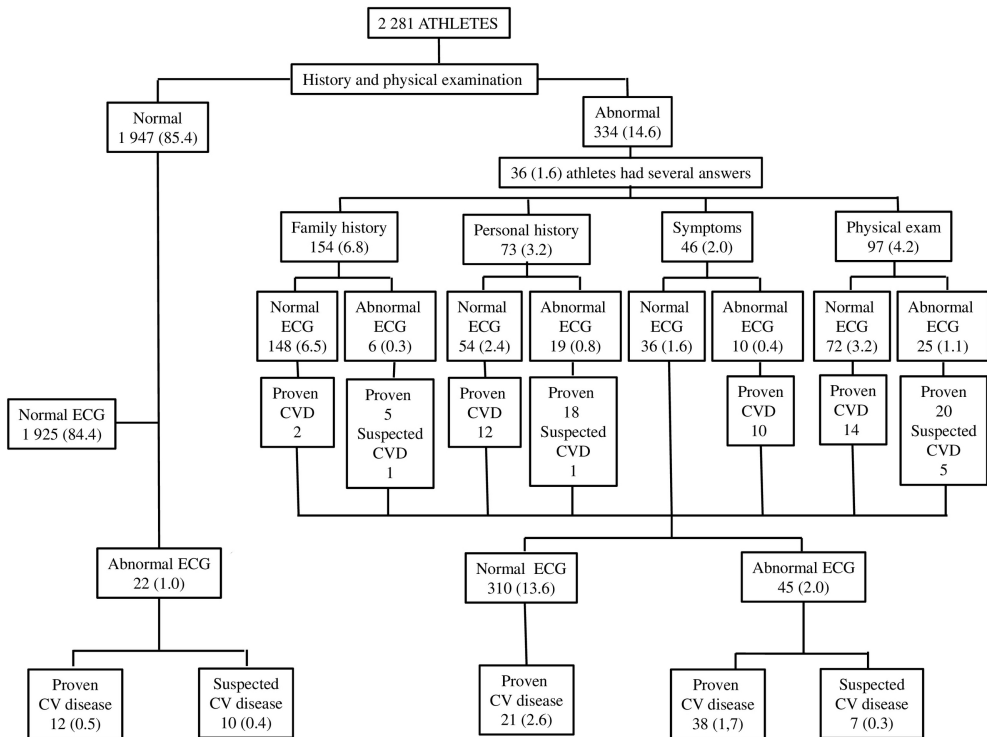 2 281 ATHLETES
History and physical examination
Normal
1 947 (85.4)
Abnormal
334 (14.6)
36 (1.6) athletes had several answers
Family history
154 (6.8)
Personal history
73 (3.2)
Symptoms
46 (2.0)
Physical exam
97 (4.2)
Normal
ECG
148 (6.5)
Abnormal
ECG
6 (0.3)
Normal
ECG
54 (2.4)
Abnormal
ECG
19 (0.8)
Normal
ECG
36 (1.6)
Abnormal
ECG
10 (0.4)
Normal
ECG
72 (3.2)
Abnormal
ECG
25 (1.1)
Proven
CVD
2
Proven
5
Suspected
CVD
1
Proven
CVD
12
Proven
18
Suspected
CVD
1
Proven
CVD
10
Proven
CVD
14
Proven
20
Suspected
CVD
5
Normal ECG
1 925 (84.4)
Abnormal ECG
22 (1.0)
Normal ECG
310 (13.6)
Abnormal ECG
45 (2.0)
Proven
CV disease
12 (0.5)
Suspected
CV disease
10 (0.4)
Proven
CV disease
21 (2.6)
Proven
CV disease
38 (1,7)
Suspected
CV disease
7 (0.3)